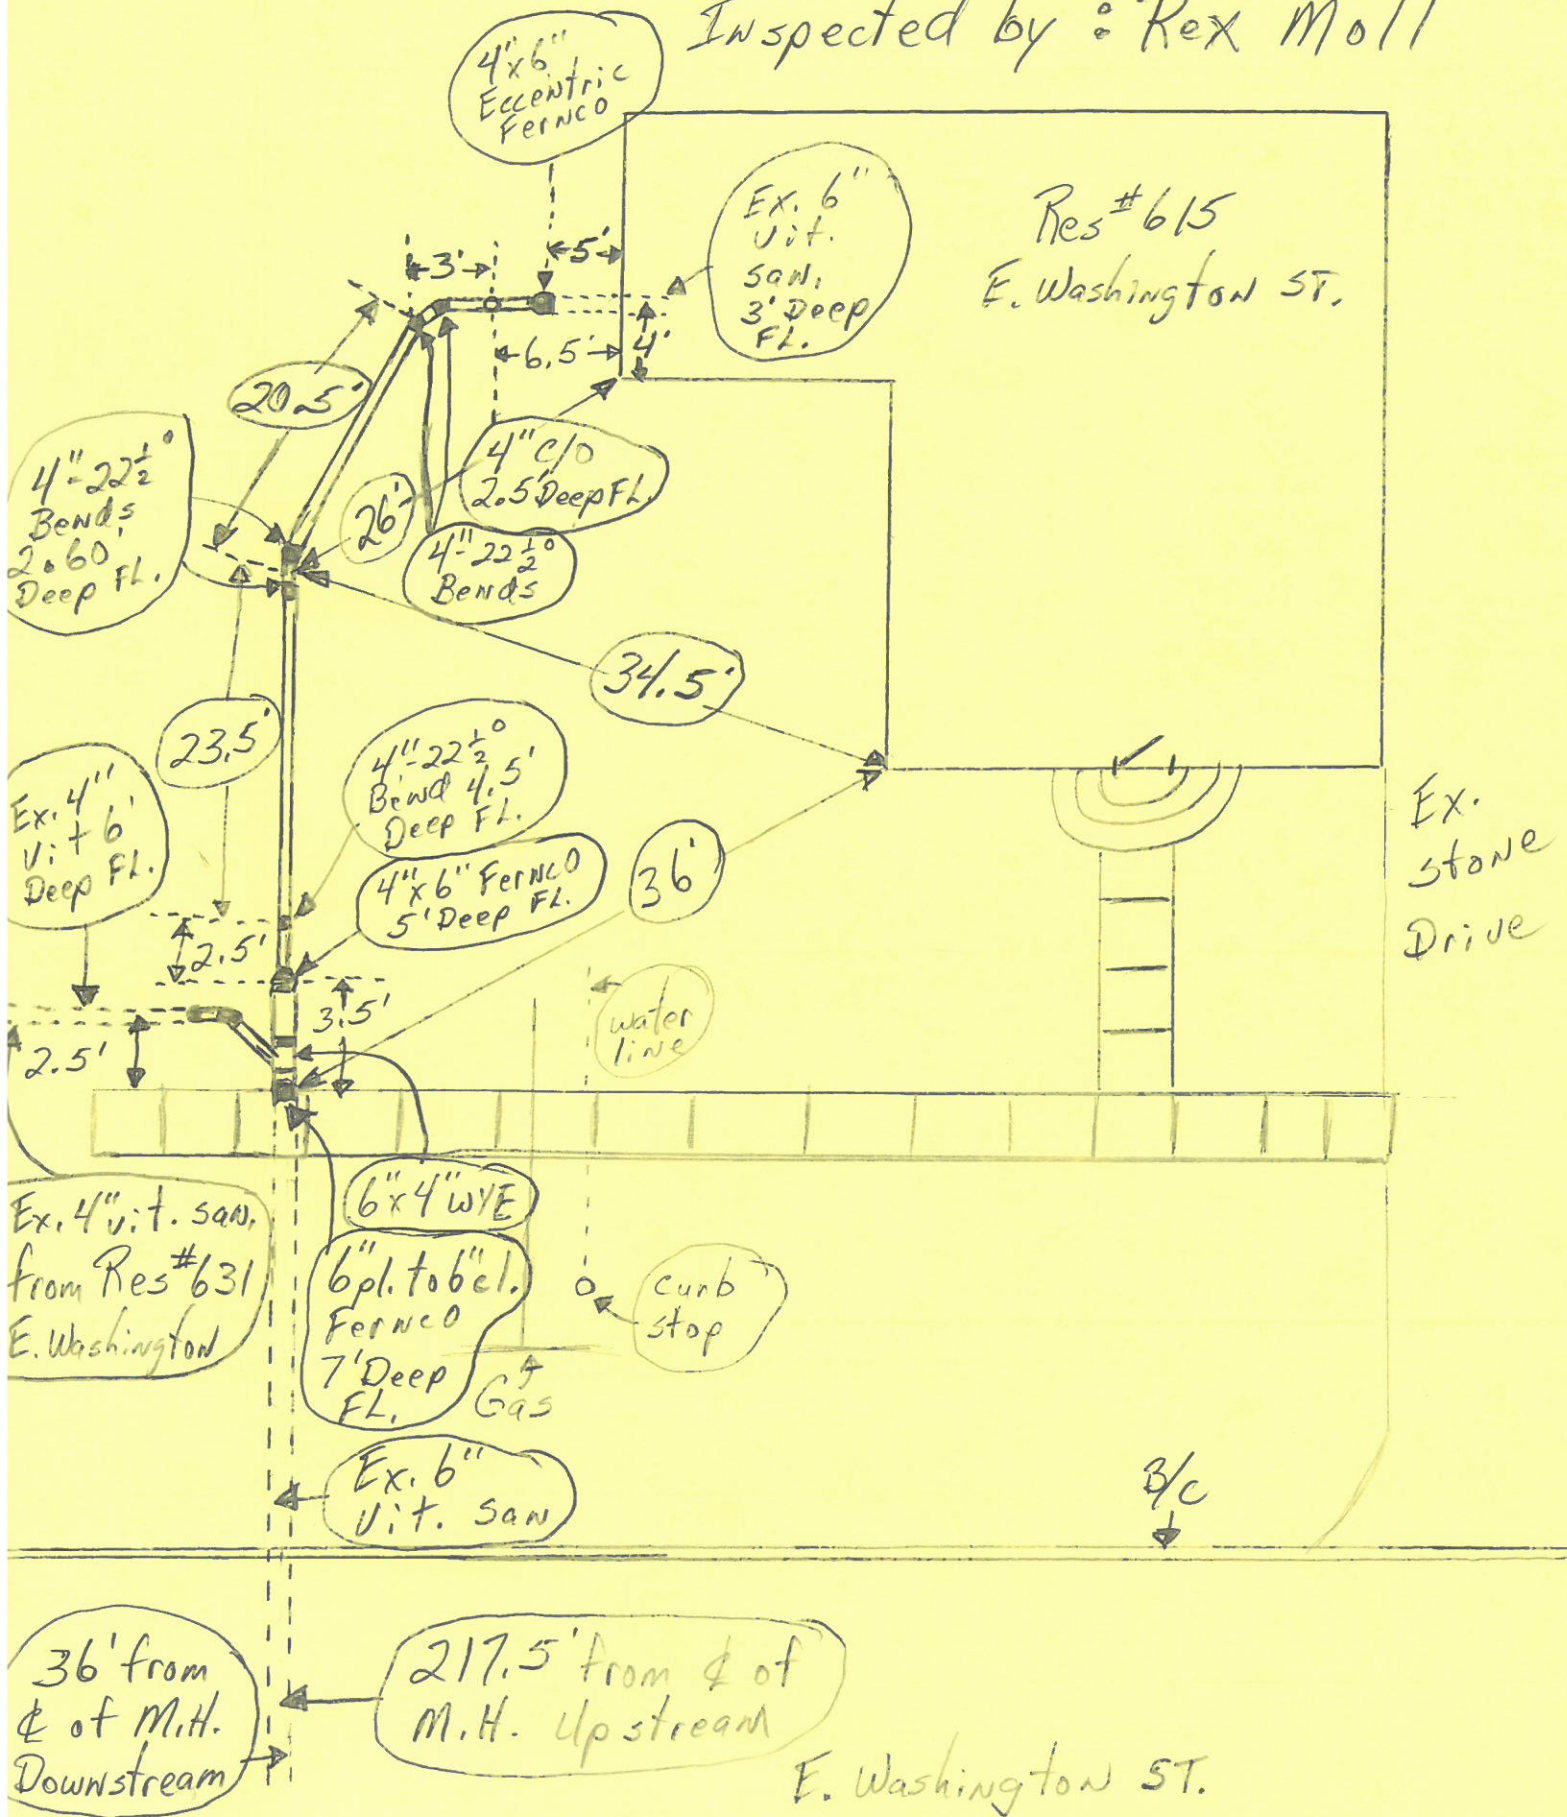 Inspected by : Rex Moll
4"x6"
Eccentric
Fernco
Ex. 6"
Vit.
san.
3' Deep
FL.
Res #615
E. Washington ST.
3'
5'
6.5'
4'
20.5'
4"-22½°
Bends
2.60'
Deep FL.
26'
4" C/O
2.5' Deep FL.
4"-22½°
Bends
34.5'
23.5'
4"-22½°
Bend 4.5'
Deep FL.
Ex. 4"
Vit 6'
Deep FL.
4"x6" Fernco
5' Deep FL.
36'
Ex.
stone
Drive
2.5'
3.5'
2.5'
water
line
Ex. 4" vit. san.
from Res #631
E. Washington
6"x4" WYE
6" pl. to 6" cl.
Fernco
7' Deep
FL.
curb
stop
Gas
Ex. 6"
Vit. San
B/C
36' from
℄ of M.H.
Downstream
217.5' from ℄ of
M.H. Upstream
E. Washington ST.